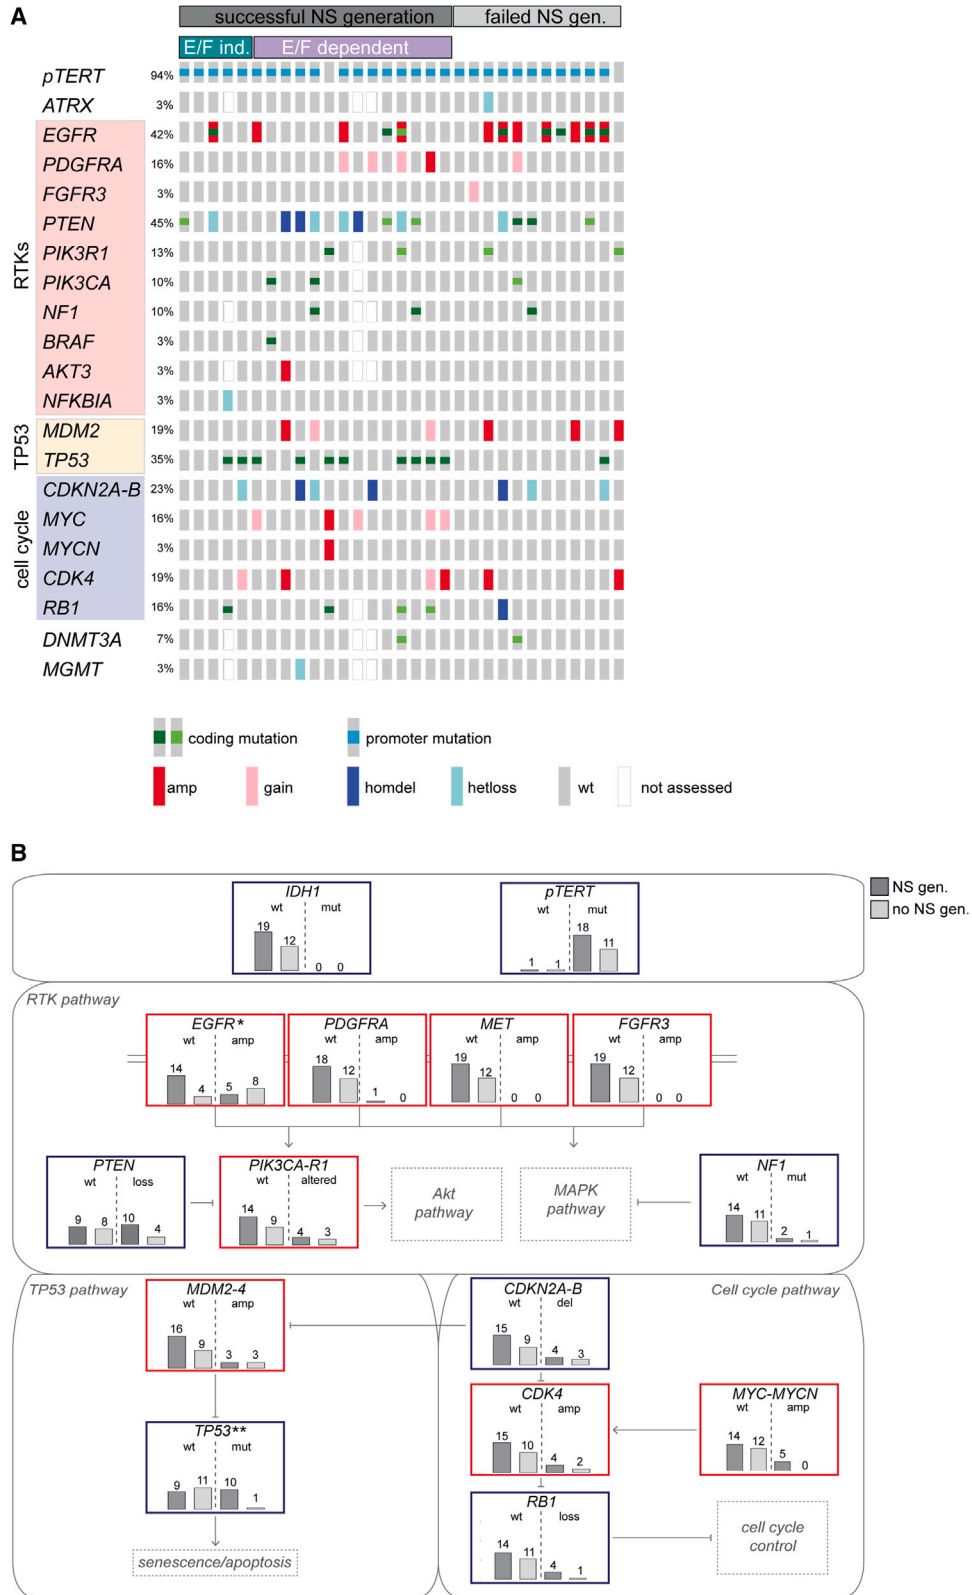 A
successful NS generation
failed NS gen.
E/F ind.
E/F dependent
pTERT 94%
ATRX 3%
RTKs
EGFR 42%
PDGFRA 16%
FGFR3 3%
PTEN 45%
PIK3R1 13%
PIK3CA 10%
NF1 10%
BRAF 3%
AKT3 3%
NFKBIA 3%
TP53
MDM2 19%
TP53 35%
cell cycle
CDKN2A-B 23%
MYC 16%
MYCN 3%
CDK4 19%
RB1 16%
DNMT3A 7%
MGMT 3%
coding mutation
promoter mutation
amp
gain
homdel
hetloss
wt
not assessed
B
NS gen.
no NS gen.
IDH1
wt mut
19 12 0 0
pTERT
wt mut
1 1 18 11
RTK pathway
EGFR*
wt amp
14 4 5 8
PDGFRA
wt amp
18 12 1 0
MET
wt amp
19 12 0 0
FGFR3
wt amp
19 12 0 0
PTEN
wt loss
9 8 10 4
PIK3CA-R1
wt altered
14 9 4 3
Akt
pathway
MAPK
pathway
NF1
wt mut
14 11 2 1
TP53 pathway
MDM2-4
wt amp
16 9 3 3
TP53**
wt mut
9 11 10 1
senescence/apoptosis
Cell cycle pathway
CDKN2A-B
wt del
15 9 4 3
CDK4
wt amp
15 10 4 2
MYC-MYCN
wt amp
14 12 5 0
RB1
wt loss
14 11 4 1
cell cycle
control